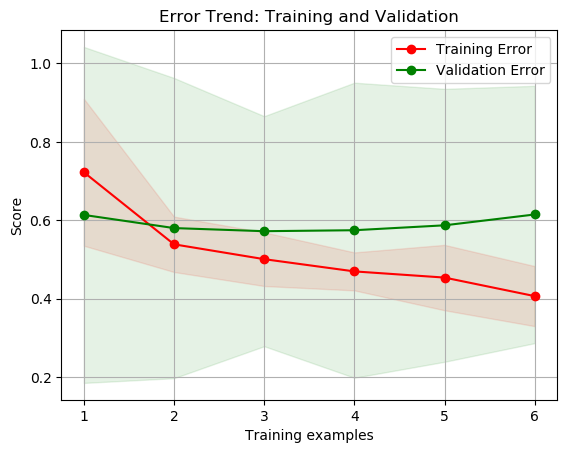 Error Trend: Training and Validation
Training Error
Validation Error
Score
1.0
0.8
0.6
0.4
0.2
1 2 3 4 5 6
Training examples